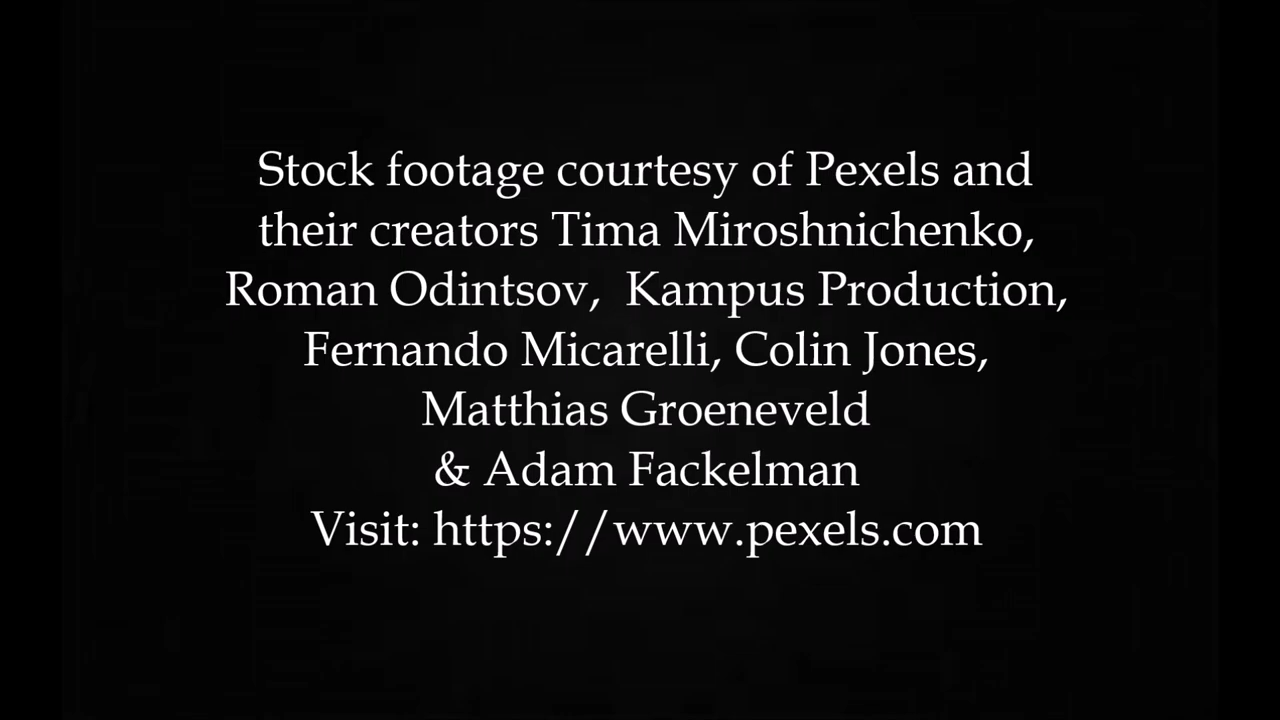 Stock footage courtesy of Pexels and
their creators Tima Miroshnichenko,
Roman Odintsov,  Kampus Production,
Fernando Micarelli, Colin Jones,
Matthias Groeneveld
& Adam Fackelman
Visit: https://www.pexels.com